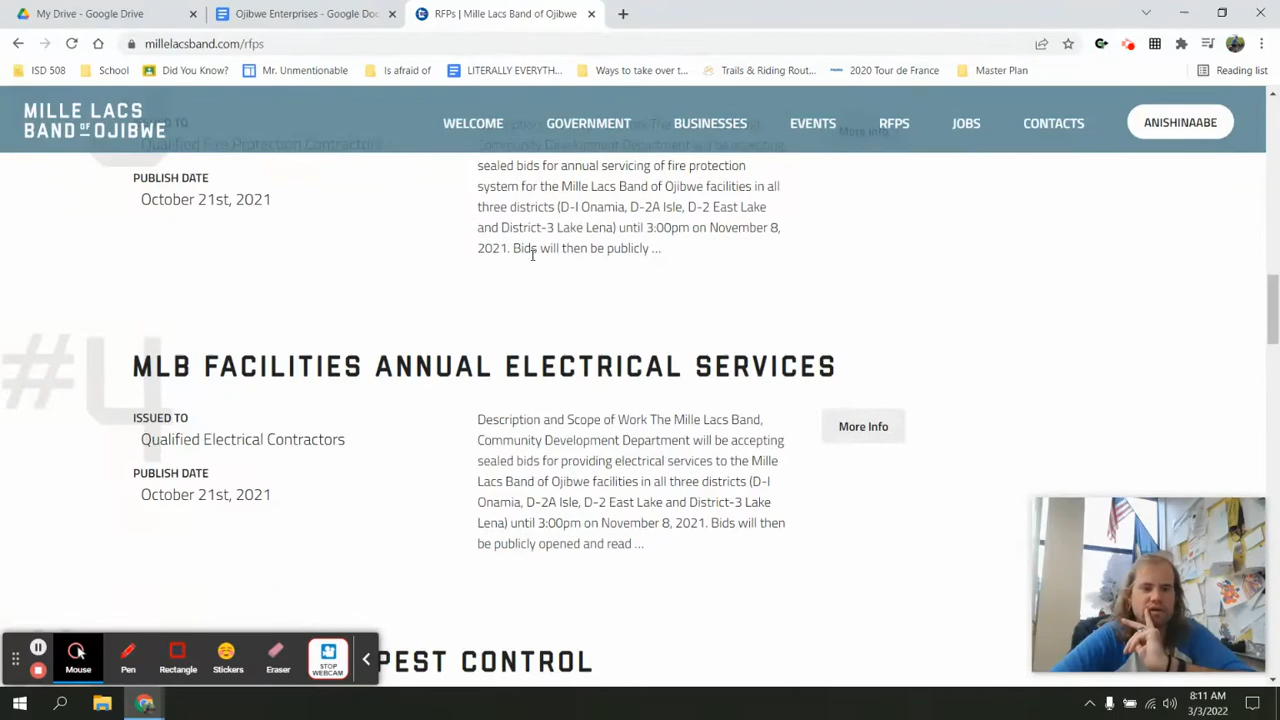 My Drive - Google Drive
Ojibwe Enterprises - Google Doc
RFPs | Mille Lacs Band of Ojibwe
millelacsband.com/rfps
ISD 508
School
Did You Know?
Mr. Unmentionable
Is afraid of
LITERALLY EVERYTH...
Ways to take over t...
Trails & Riding Rout...
2020 Tour de France
Master Plan
Reading list
MILLE LACS
BAND OF OJIBWE
WELCOME
GOVERNMENT
BUSINESSES
EVENTS
RFPS
JOBS
CONTACTS
ANISHINAABE
More Info
Qualified Fire Protection Contractors
Community Development Department will be accepting
PUBLISH DATE
October 21st, 2021
sealed bids for annual servicing of fire protection
system for the Mille Lacs Band of Ojibwe facilities in all
three districts (D-I Onamia, D-2A Isle, D-2 East Lake
and District-3 Lake Lena) until 3:00pm on November 8,
2021. Bids will then be publicly ...
#4
MLB FACILITIES ANNUAL ELECTRICAL SERVICES
ISSUED TO
Qualified Electrical Contractors
PUBLISH DATE
October 21st, 2021
Description and Scope of Work The Mille Lacs Band,
Community Development Department will be accepting
sealed bids for providing electrical services to the Mille
Lacs Band of Ojibwe facilities in all three districts (D-I
Onamia, D-2A Isle, D-2 East Lake and District-3 Lake
Lena) until 3:00pm on November 8, 2021. Bids will then
be publicly opened and read ...
More Info
PEST CONTROL
Mouse
Pen
Rectangle
Stickers
Eraser
STOP
WEBCAM
8:11 AM
3/3/2022